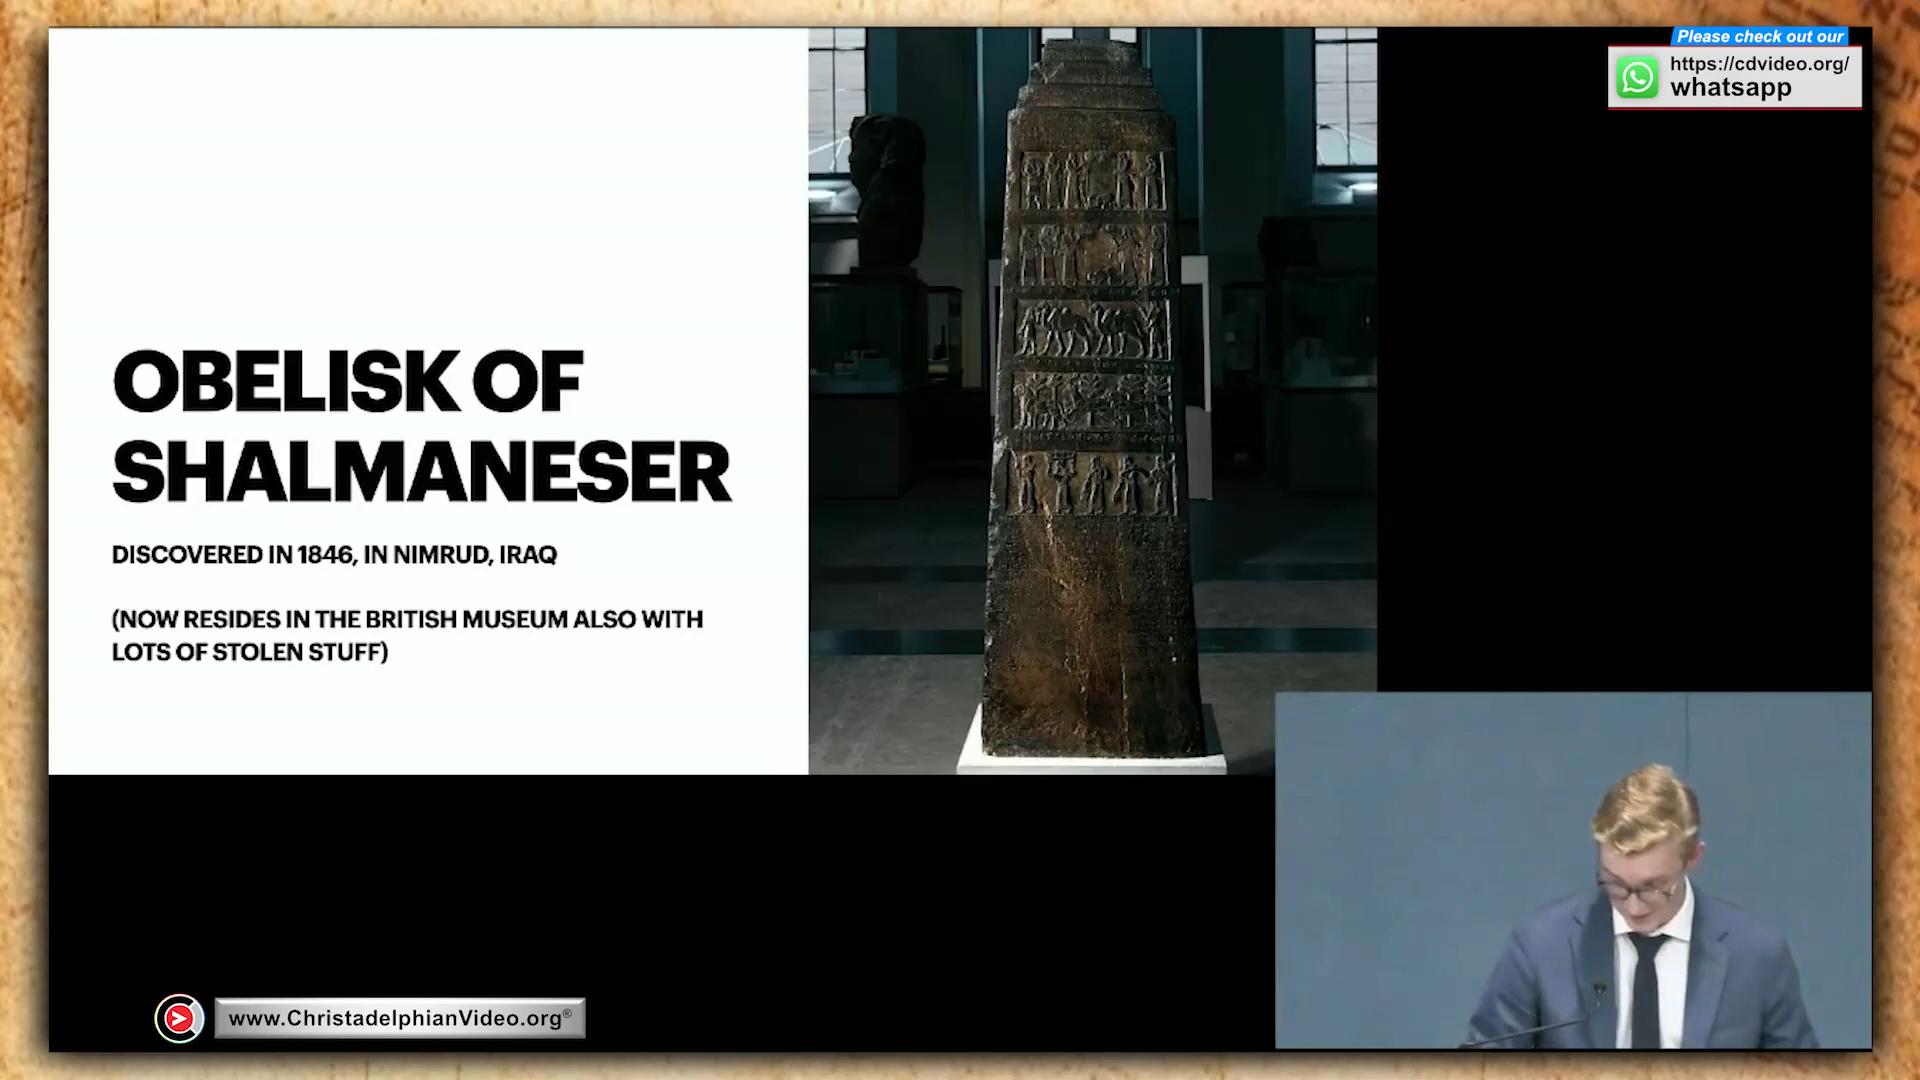 Please check out our
https://cdvideo.org/
whatsapp
OBELISK OF
SHALMANESER
DISCOVERED IN 1846, IN NIMRUD, IRAQ
(NOW RESIDES IN THE BRITISH MUSEUM ALSO WITH
LOTS OF STOLEN STUFF)
www.ChristadelphianVideo.org®